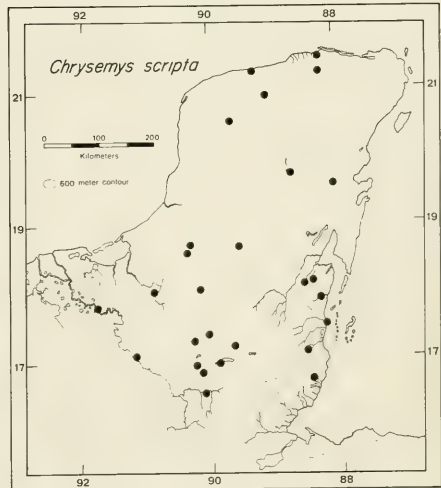 92 90 88
Chrysemys scripta
21 21
0 100 200
Kilometers
600 meter contour
19 19
17 17
92 90 88